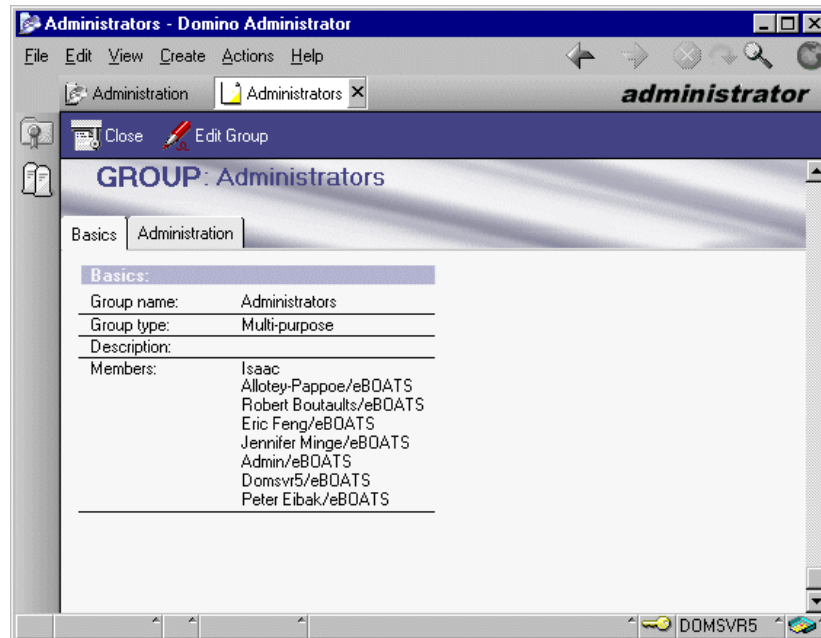 Administrators - Domino Administrator
File Edit View Create Actions Help
Administration Administrators administrator
Close Edit Group
GROUP: Administrators
Basics Administration
Basics:
Group name: Administrators
Group type: Multi-purpose
Description:
Members: Isaac
Allotey-Pappoe/eBOATS
Robert Boutaults/eBOATS
Eric Feng/eBOATS
Jennifer Minge/eBOATS
Admin/eBOATS
Domsvr5/eBOATS
Peter Eibak/eBOATS
DOMSVR5